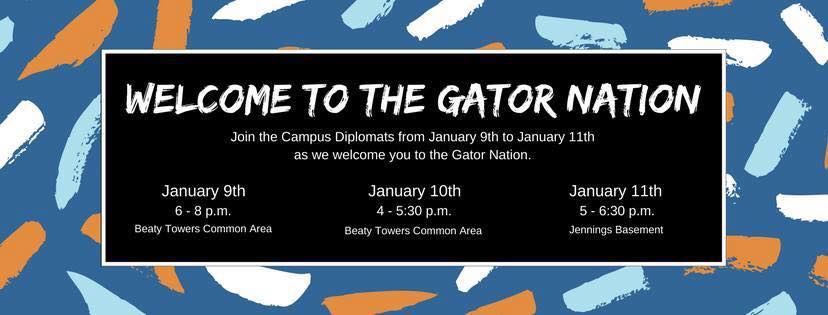 WELCOME TO THE GATOR NATION
Join the Campus Diplomats from January 9th to January 11th
as we welcome you to the Gator Nation.
January 9th
6 - 8 p.m.
Beaty Towers Common Area
January 10th
4 - 5:30 p.m.
Beaty Towers Common Area
January 11th
5 - 6:30 p.m.
Jennings Basement